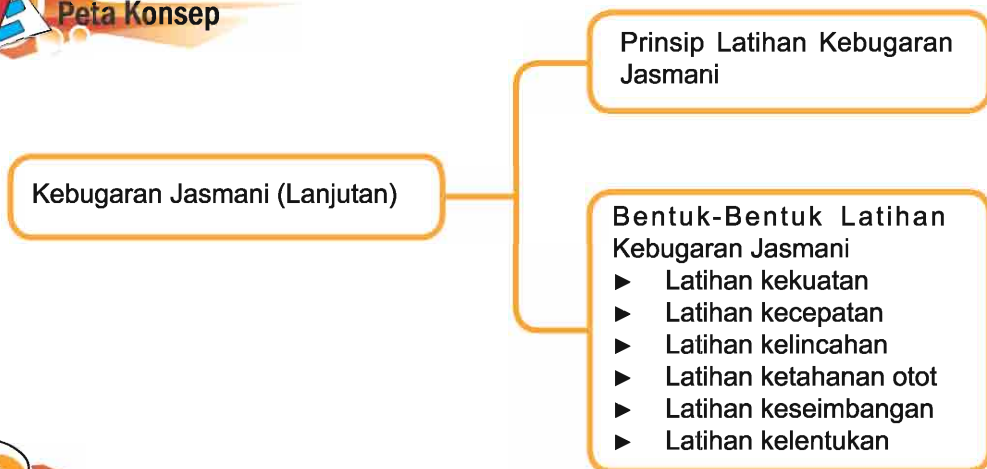 Peta Konsep
Prinsip Latihan Kebugaran
Jasmani
Kebugaran Jasmani (Lanjutan)
Bentuk-Bentuk Latihan
Kebugaran Jasmani
► Latihan kekuatan
► Latihan kecepatan
► Latihan kelincahan
► Latihan ketahanan otot
► Latihan keseimbangan
► Latihan kelentukan